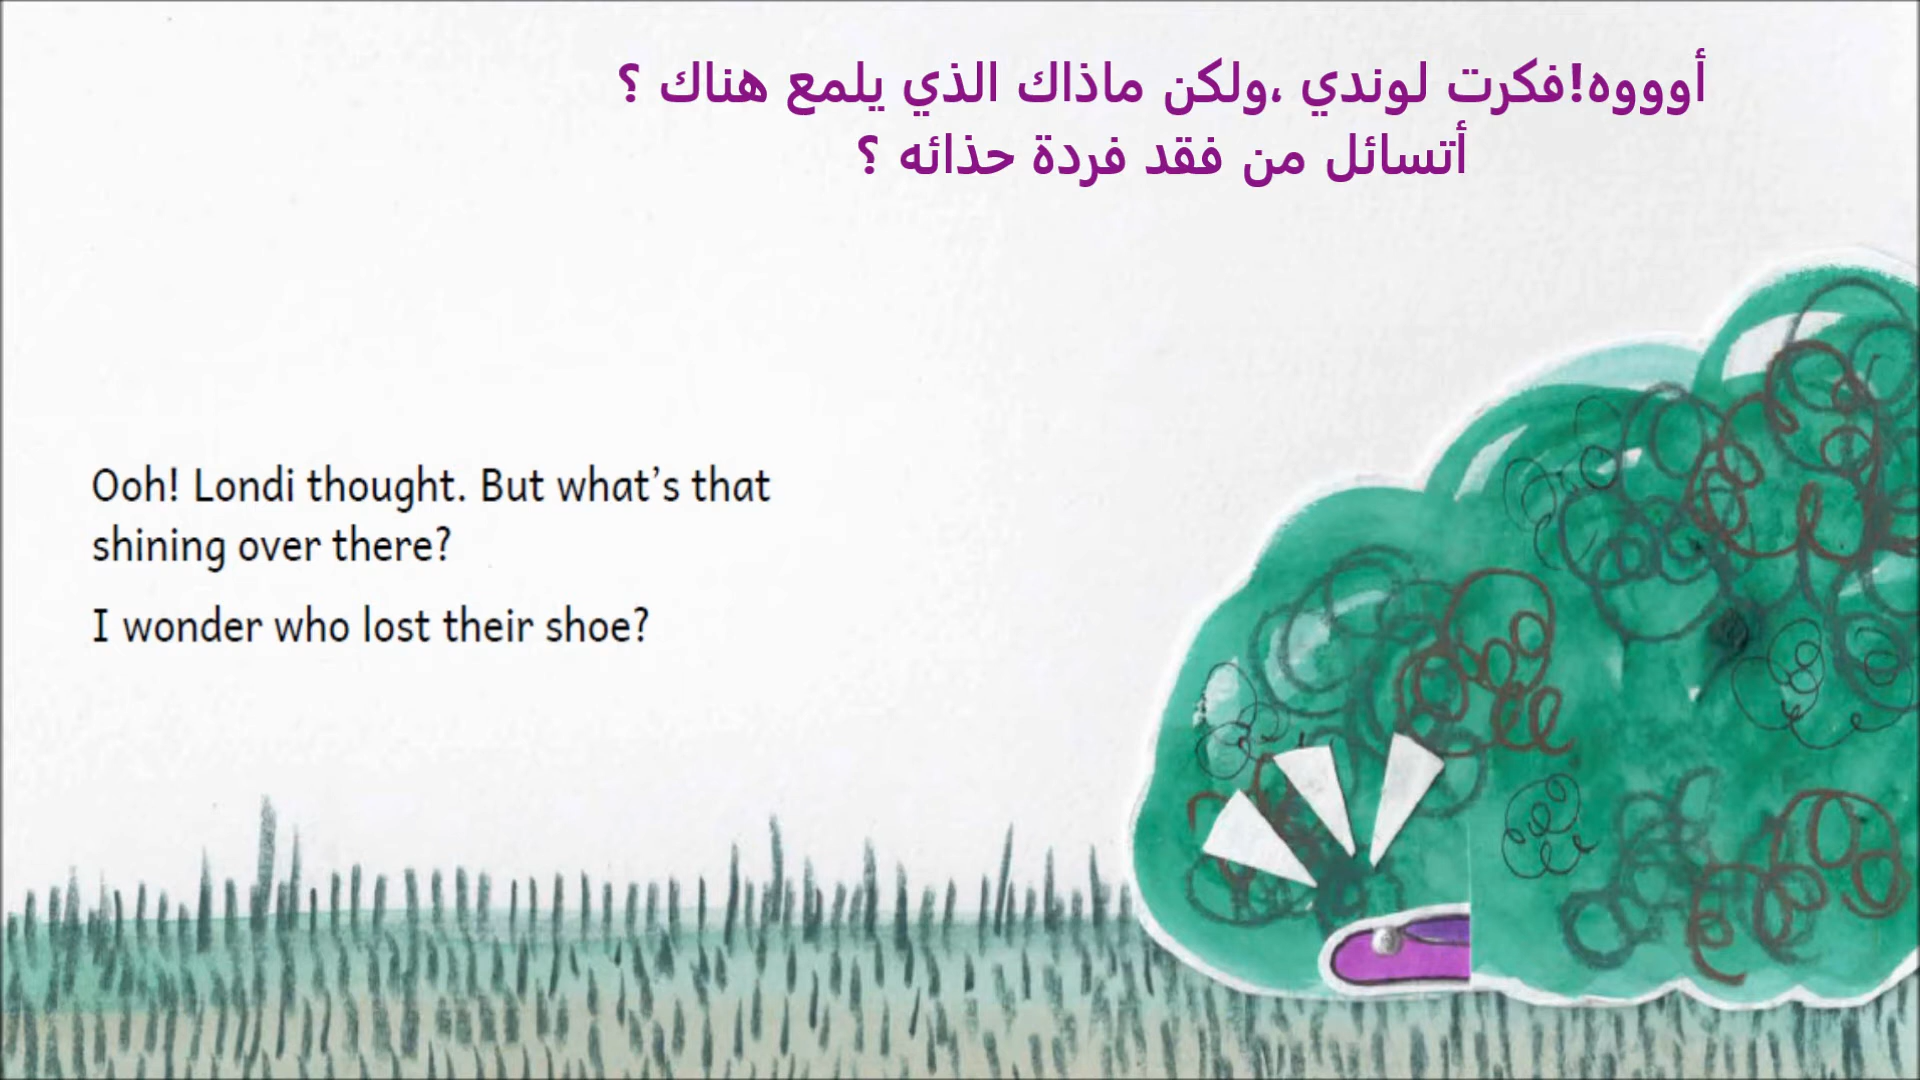 أوووه!فكرت لوندي ،ولكن ماذاك الذي يلمع هناك ؟
أتسائل من فقد فردة حذائه ؟
Ooh! Londi thought. But what’s that
shining over there?
I wonder who lost their shoe?